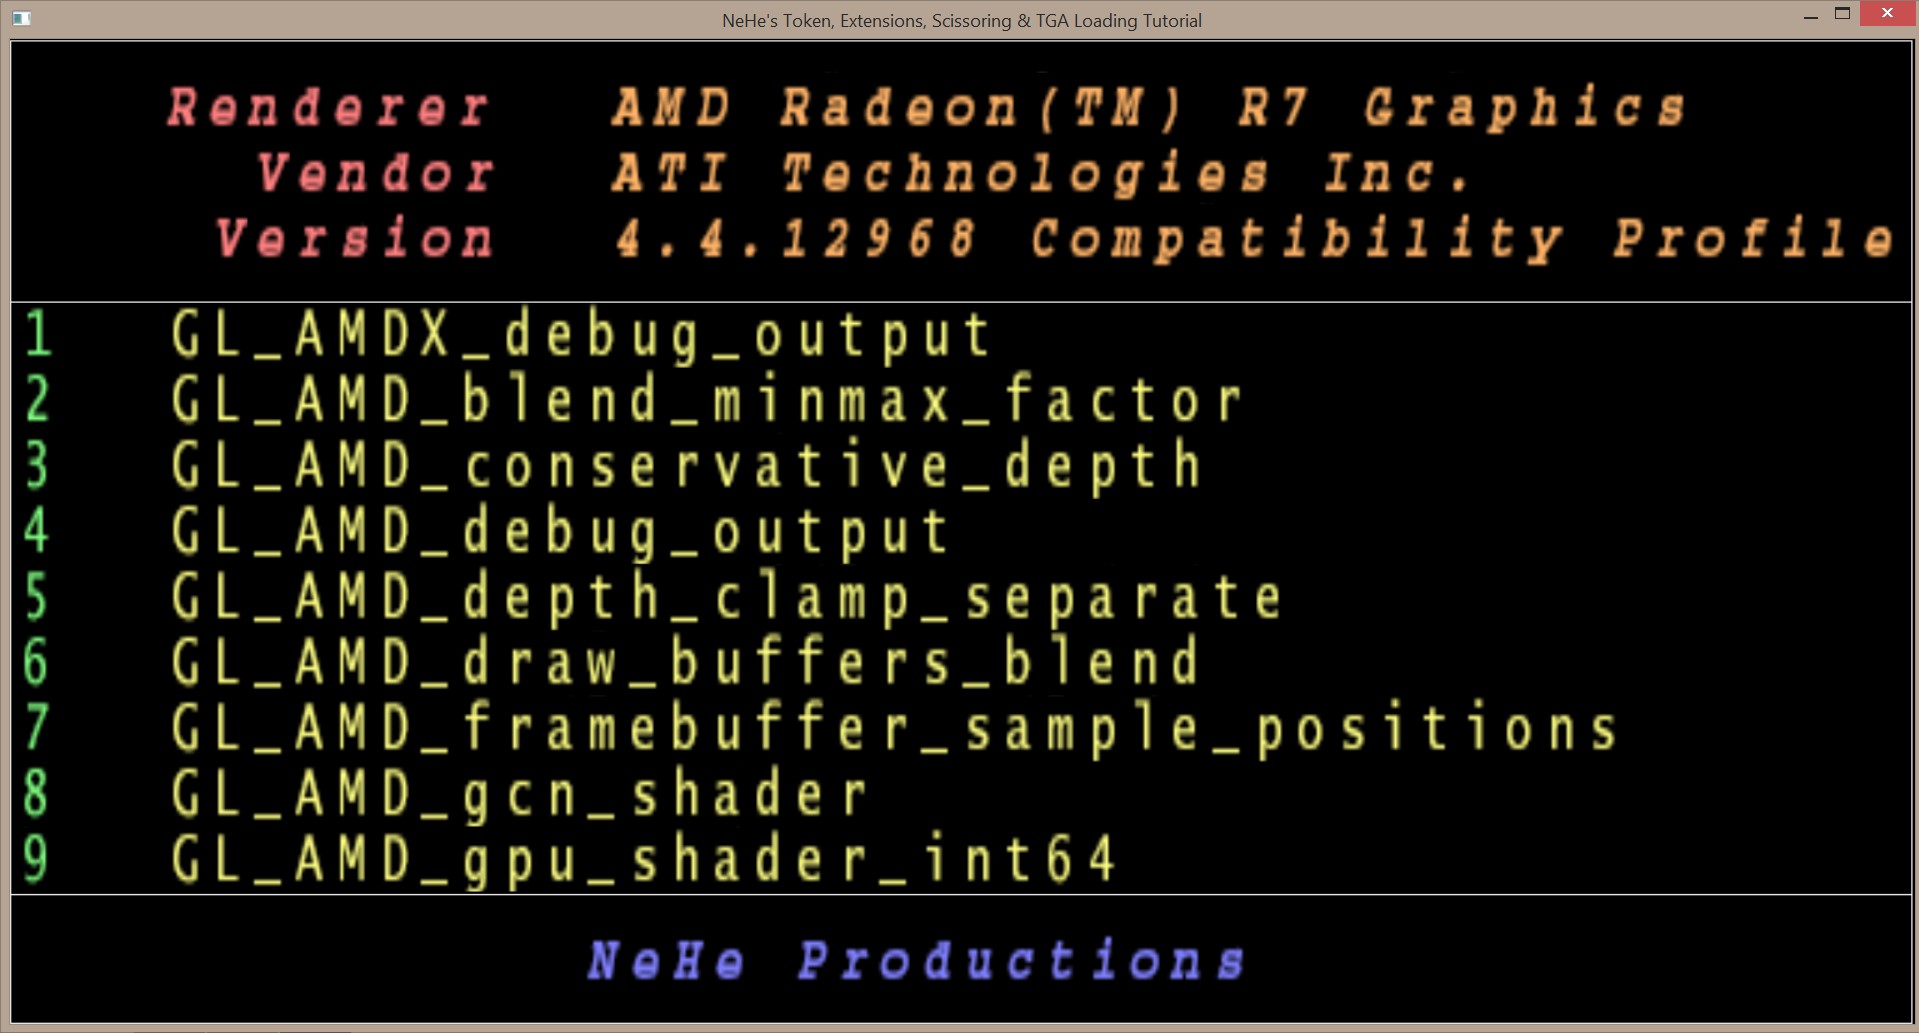 NeHe's Token, Extensions, Scissoring & TGA Loading Tutorial
Renderer AMD Radeon(TM) R7 Graphics
Vendor ATI Technologies Inc.
Version 4.4.12968 Compatibility Profile
1 GL_AMDX_debug_output
2 GL_AMD_blend_minmax_factor
3 GL_AMD_conservative_depth
4 GL_AMD_debug_output
5 GL_AMD_depth_clamp_separate
6 GL_AMD_draw_buffers_blend
7 GL_AMD_framebuffer_sample_positions
8 GL_AMD_gcn_shader
9 GL_AMD_gpu_shader_int64
NeHe Productions